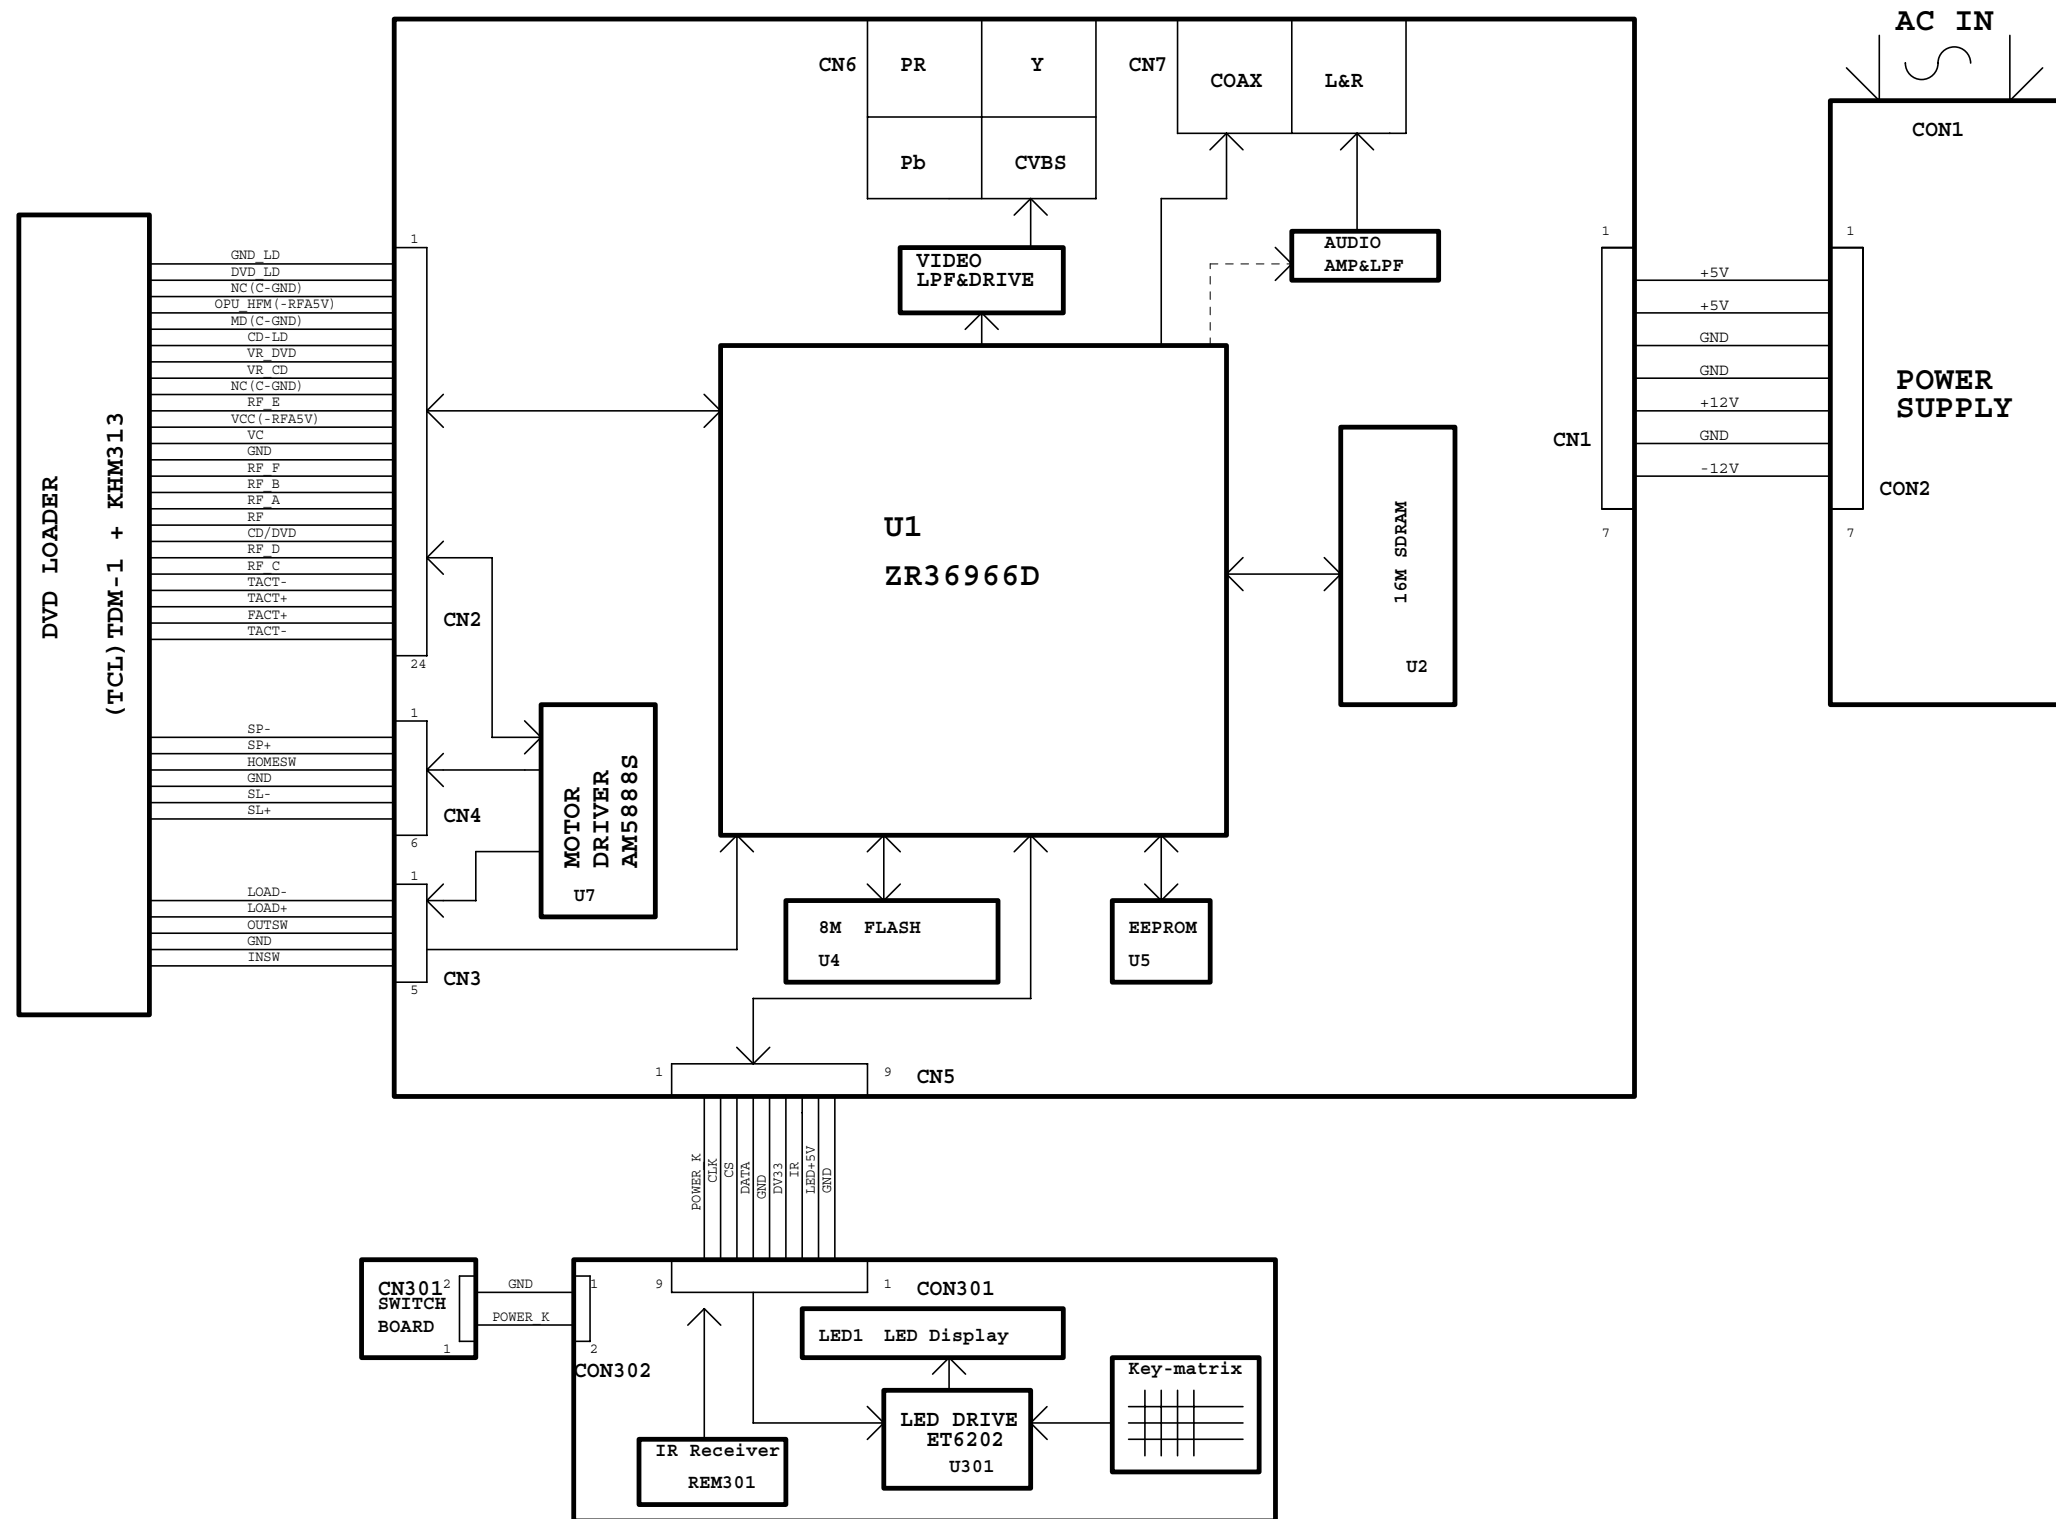 AC IN
CN6
PR
Y
CN7
COAX
L&R
CON1
Pb
CVBS
VIDEO
LPF&DRIVE
AUDIO
AMP&LPF
DVD LOADER
(TCL)TDM-1 + KHM313
1
GND_LD
DVD_LD
NC(C-GND)
OPU_HFM(-RFA5V)
MD(C-GND)
CD-LD
VR_DVD
VR_CD
NC(C-GND)
RF_E
VCC(-RFA5V)
VC
GND
RF_F
RF_B
RF_A
RF
CD/DVD
RF_D
RF_C
TACT-
TACT+
FACT+
TACT-
24
CN2
1
SP-
SP+
HOMESW
GND
SL-
SL+
6
CN4
1
LOAD-
LOAD+
OUTSW
GND
INSW
5
CN3
MOTOR
DRIVER
AM5888S
U7
U1
ZR36966D
16M SDRAM
U2
8M FLASH
U4
EEPROM
U5
1
CN1
7
+5V
+5V
GND
GND
+12V
GND
-12V
1
CON2
7
POWER
SUPPLY
1
9
CN5
POWER_K
CLK
CS
DATA
GND
DV33
IR
LED+5V
GND
CN301
2
SWITCH
BOARD
1
GND
POWER_K
1
2
CON302
9
1
CON301
LED1 LED Display
Key-matrix
LED DRIVE
ET6202
U301
IR Receiver
REM301